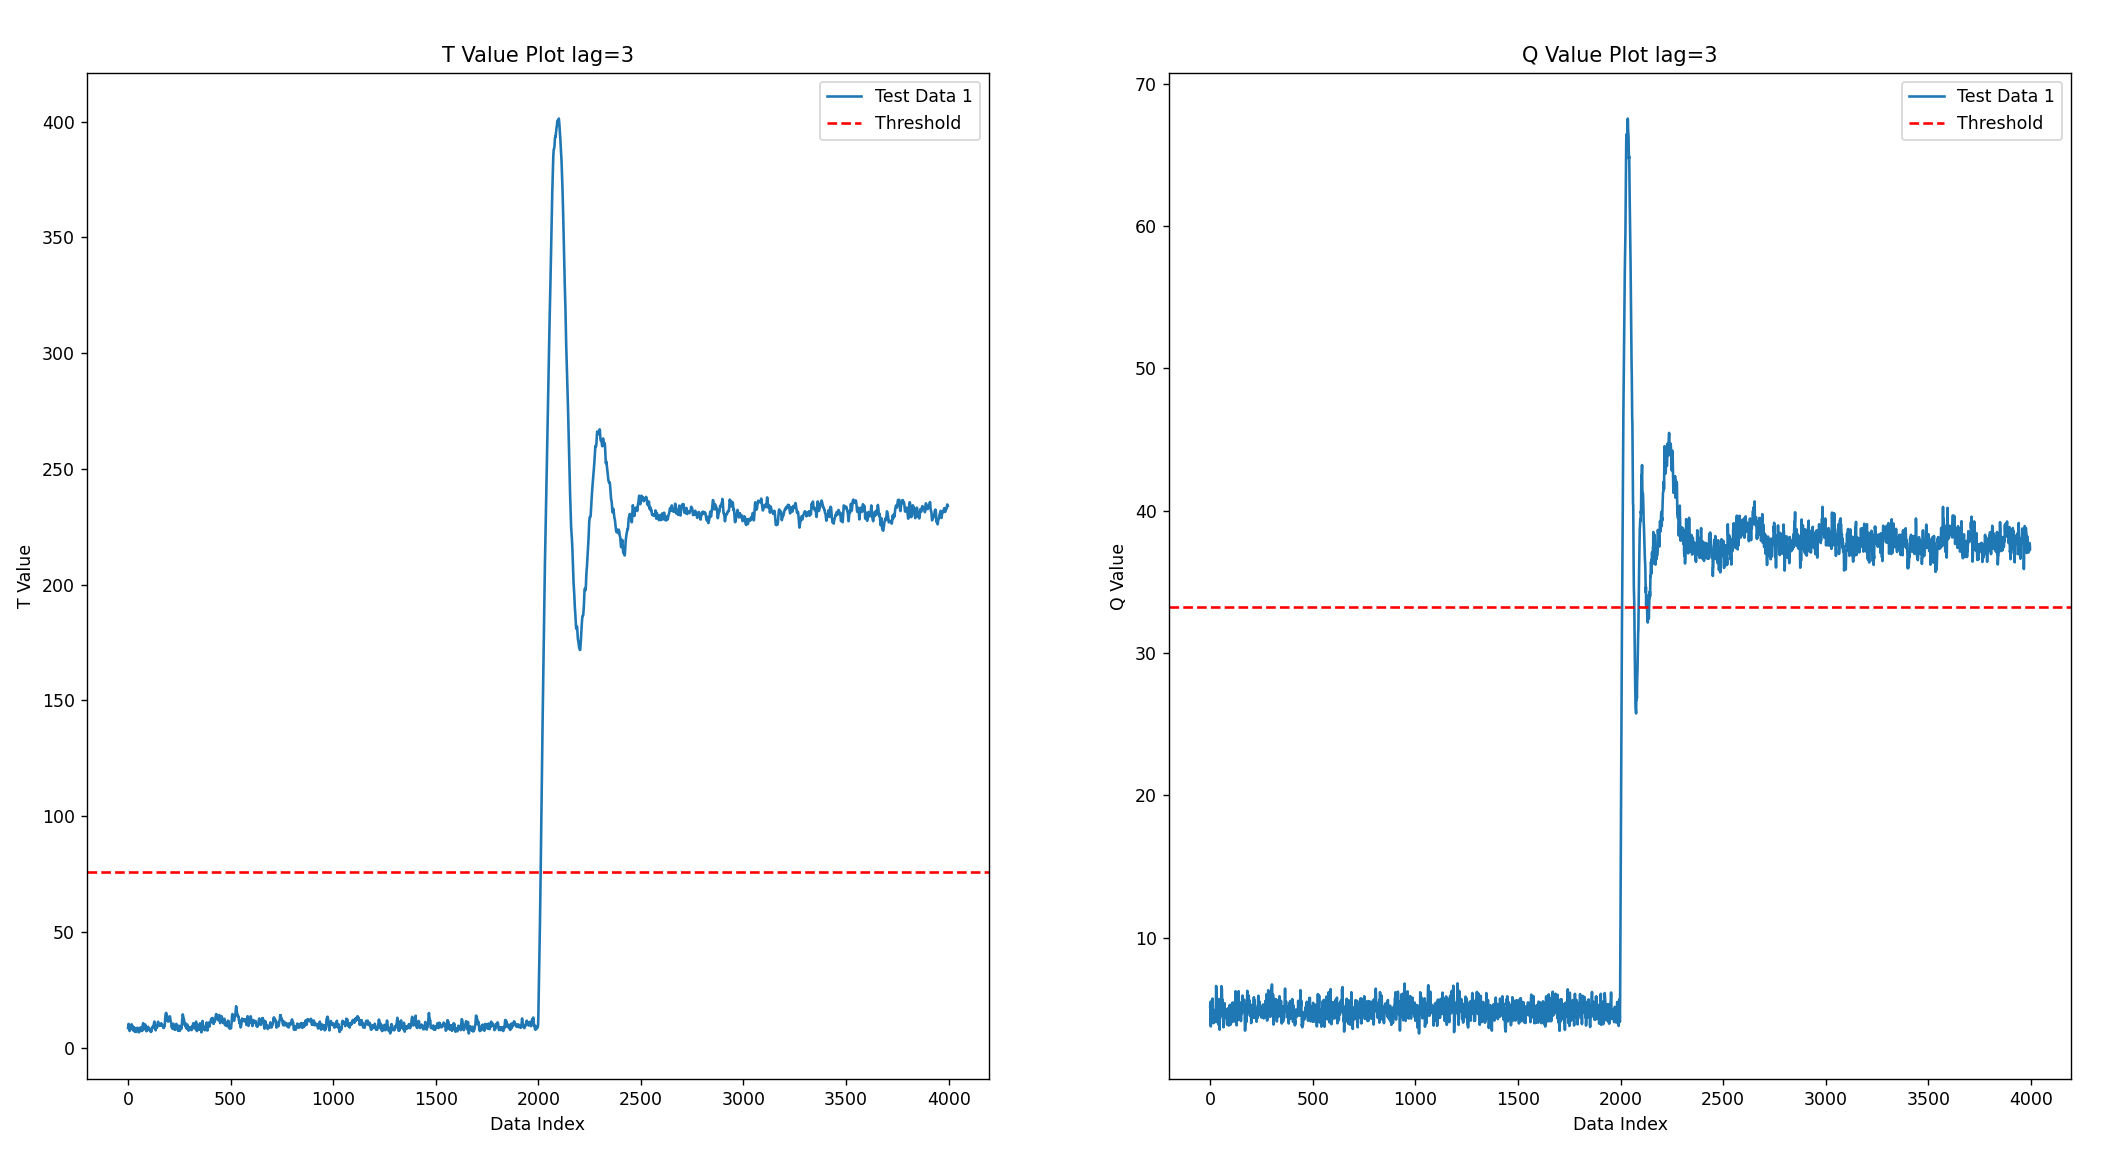 T Value Plot lag=3
Test Data 1
Threshold
400
350
300
250
200
150
100
50
0
T Value
0 500 1000 1500 2000 2500 3000 3500 4000
Data Index
Q Value Plot lag=3
Test Data 1
Threshold
70
60
50
40
30
20
10
Q Value
0 500 1000 1500 2000 2500 3000 3500 4000
Data Index